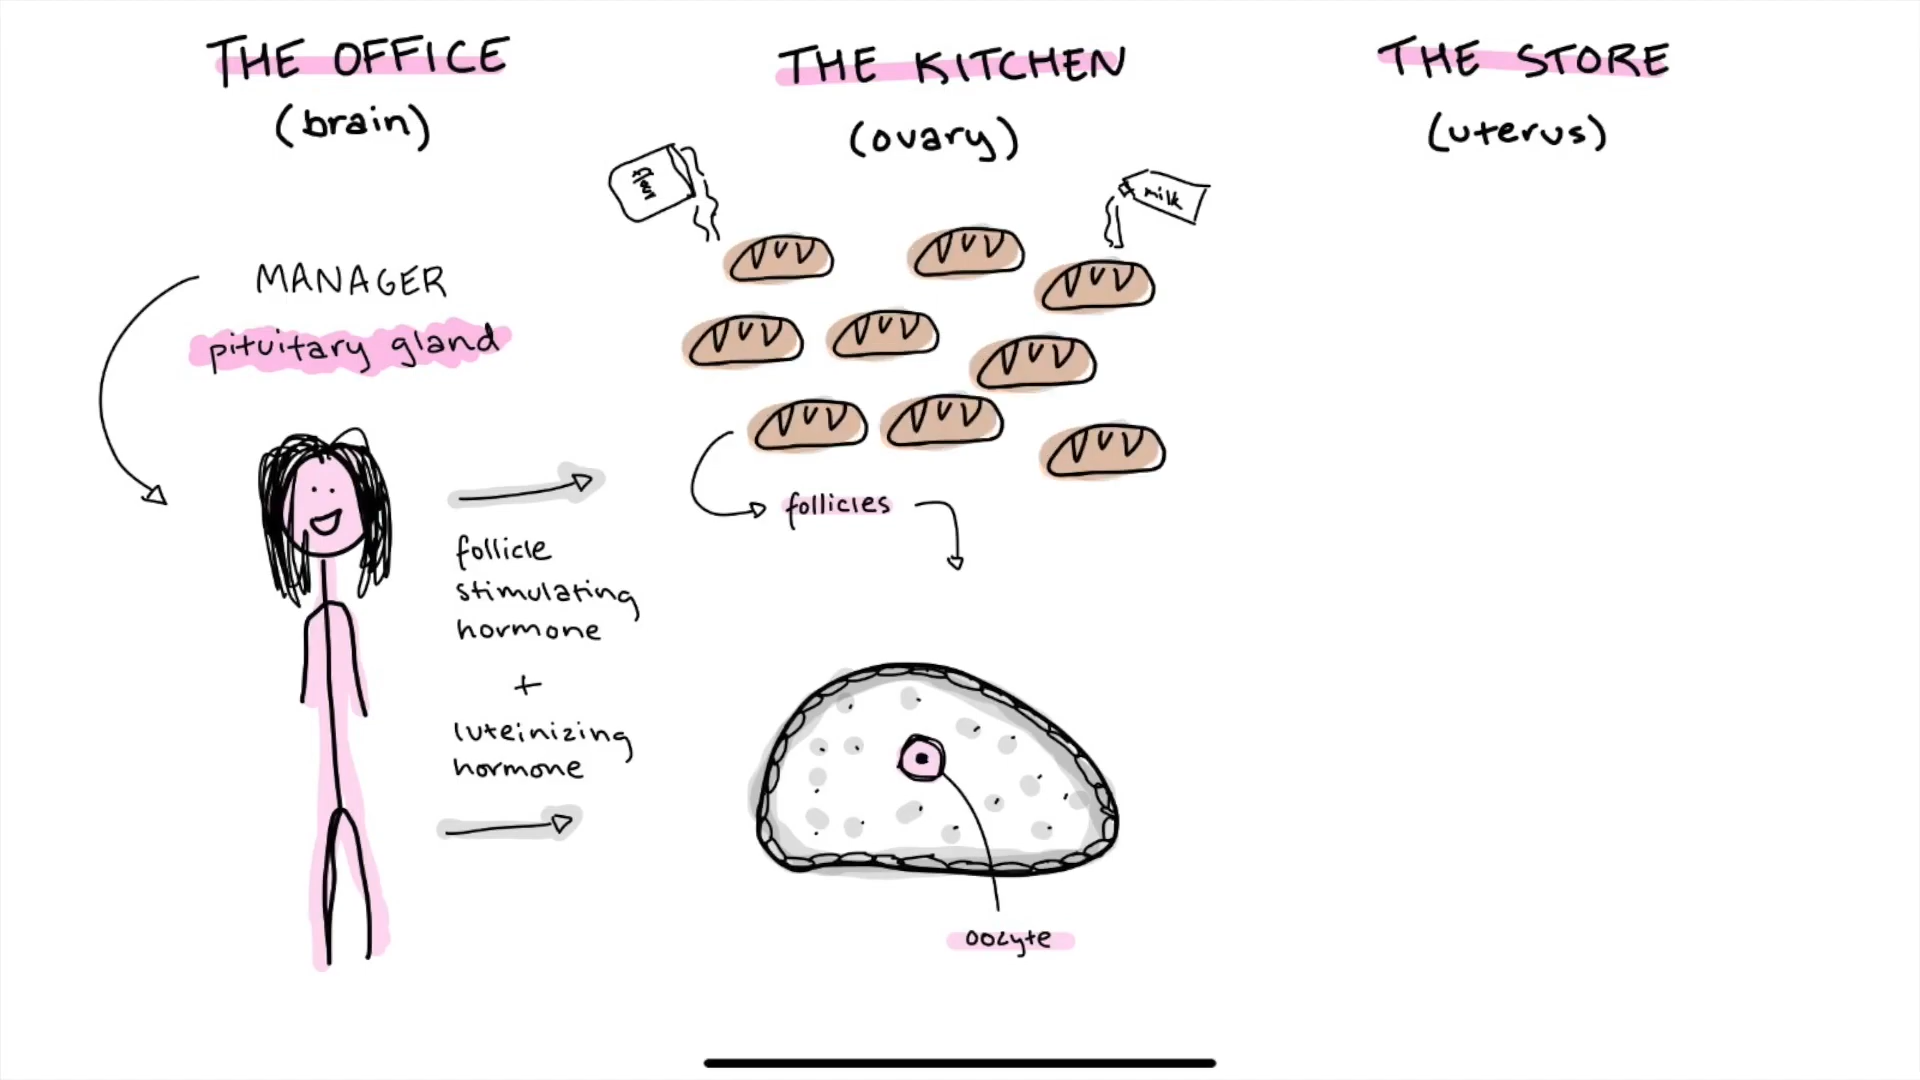 THE OFFICE
(brain)
MANAGER
pituitary gland
follicle
stimulating
hormone
+
luteinizing
hormone
THE KITCHEN
(ovary)
flour
milk
follicles
oocyte
THE STORE
(uterus)